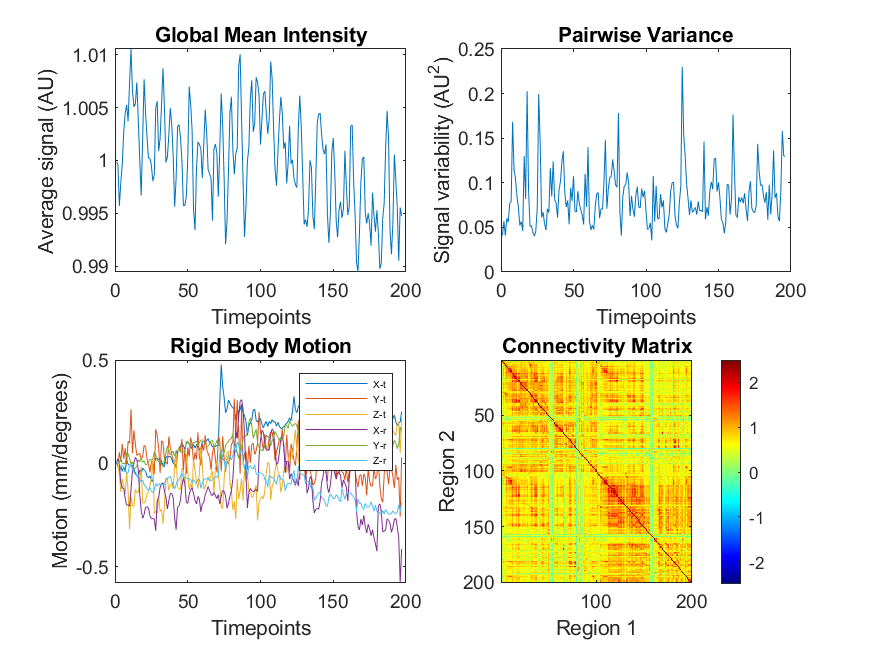 Global Mean Intensity
Average signal (AU)
1.01
1.005
1
0.995
0.99
0 50 100 150 200
Timepoints
Pairwise Variance
Signal variability (AU²)
0.25
0.2
0.15
0.1
0.05
0
0 50 100 150 200
Timepoints
Rigid Body Motion
Motion (mm/degrees)
0.5
0
-0.5
X-t
Y-t
Z-t
X-r
Y-r
Z-r
0 50 100 150 200
Timepoints
Connectivity Matrix
Region 2
50
100
150
200
100 200
Region 1
2
1
0
-1
-2